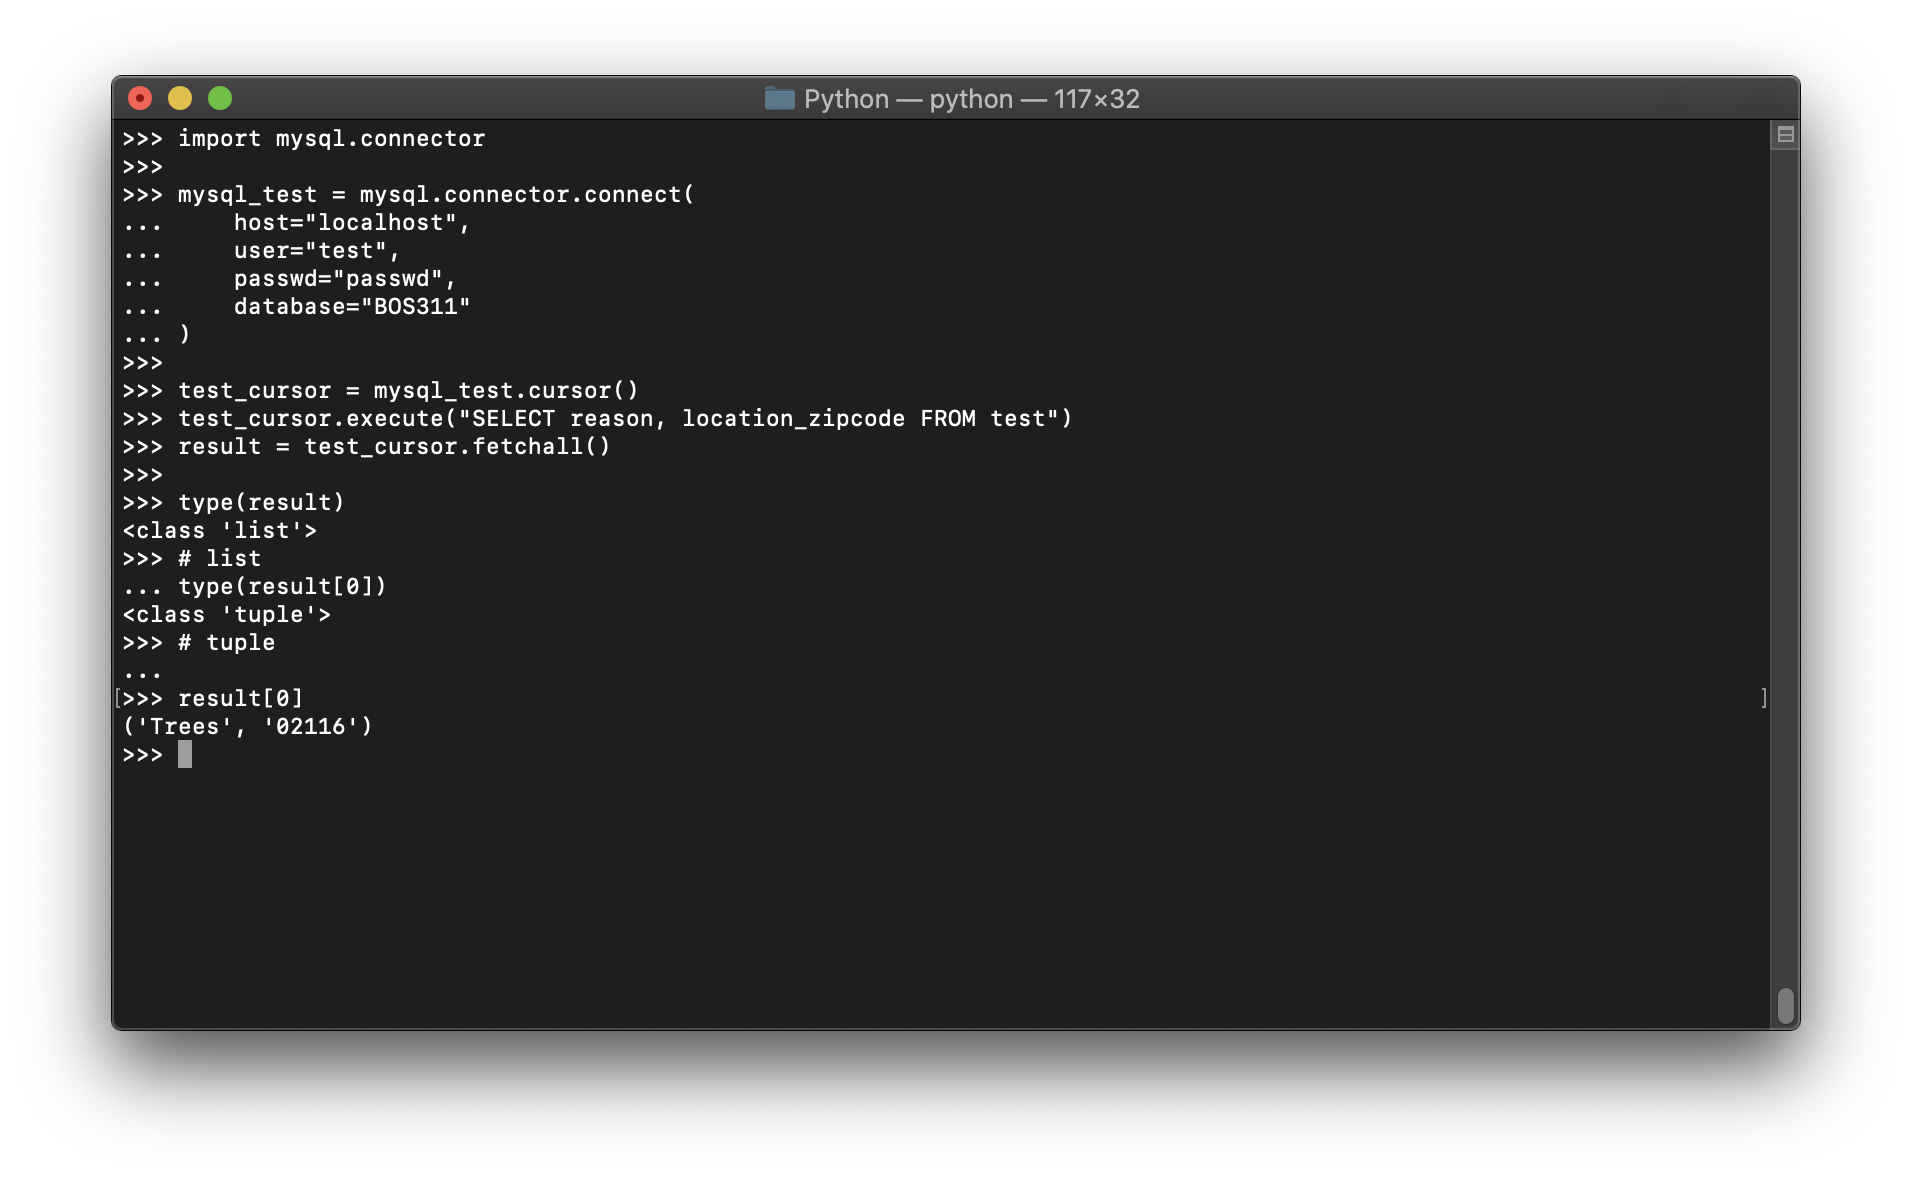 Python — python — 117×32
>>> import mysql.connector
>>>
>>> mysql_test = mysql.connector.connect(
...     host="localhost",
...     user="test",
...     passwd="passwd",
...     database="BOS311"
... )
>>>
>>> test_cursor = mysql_test.cursor()
>>> test_cursor.execute("SELECT reason, location_zipcode FROM test")
>>> result = test_cursor.fetchall()
>>>
>>> type(result)
<class 'list'>
>>> # list
... type(result[0])
<class 'tuple'>
>>> # tuple
...
[>>> result[0] ]
('Trees', '02116')
>>>